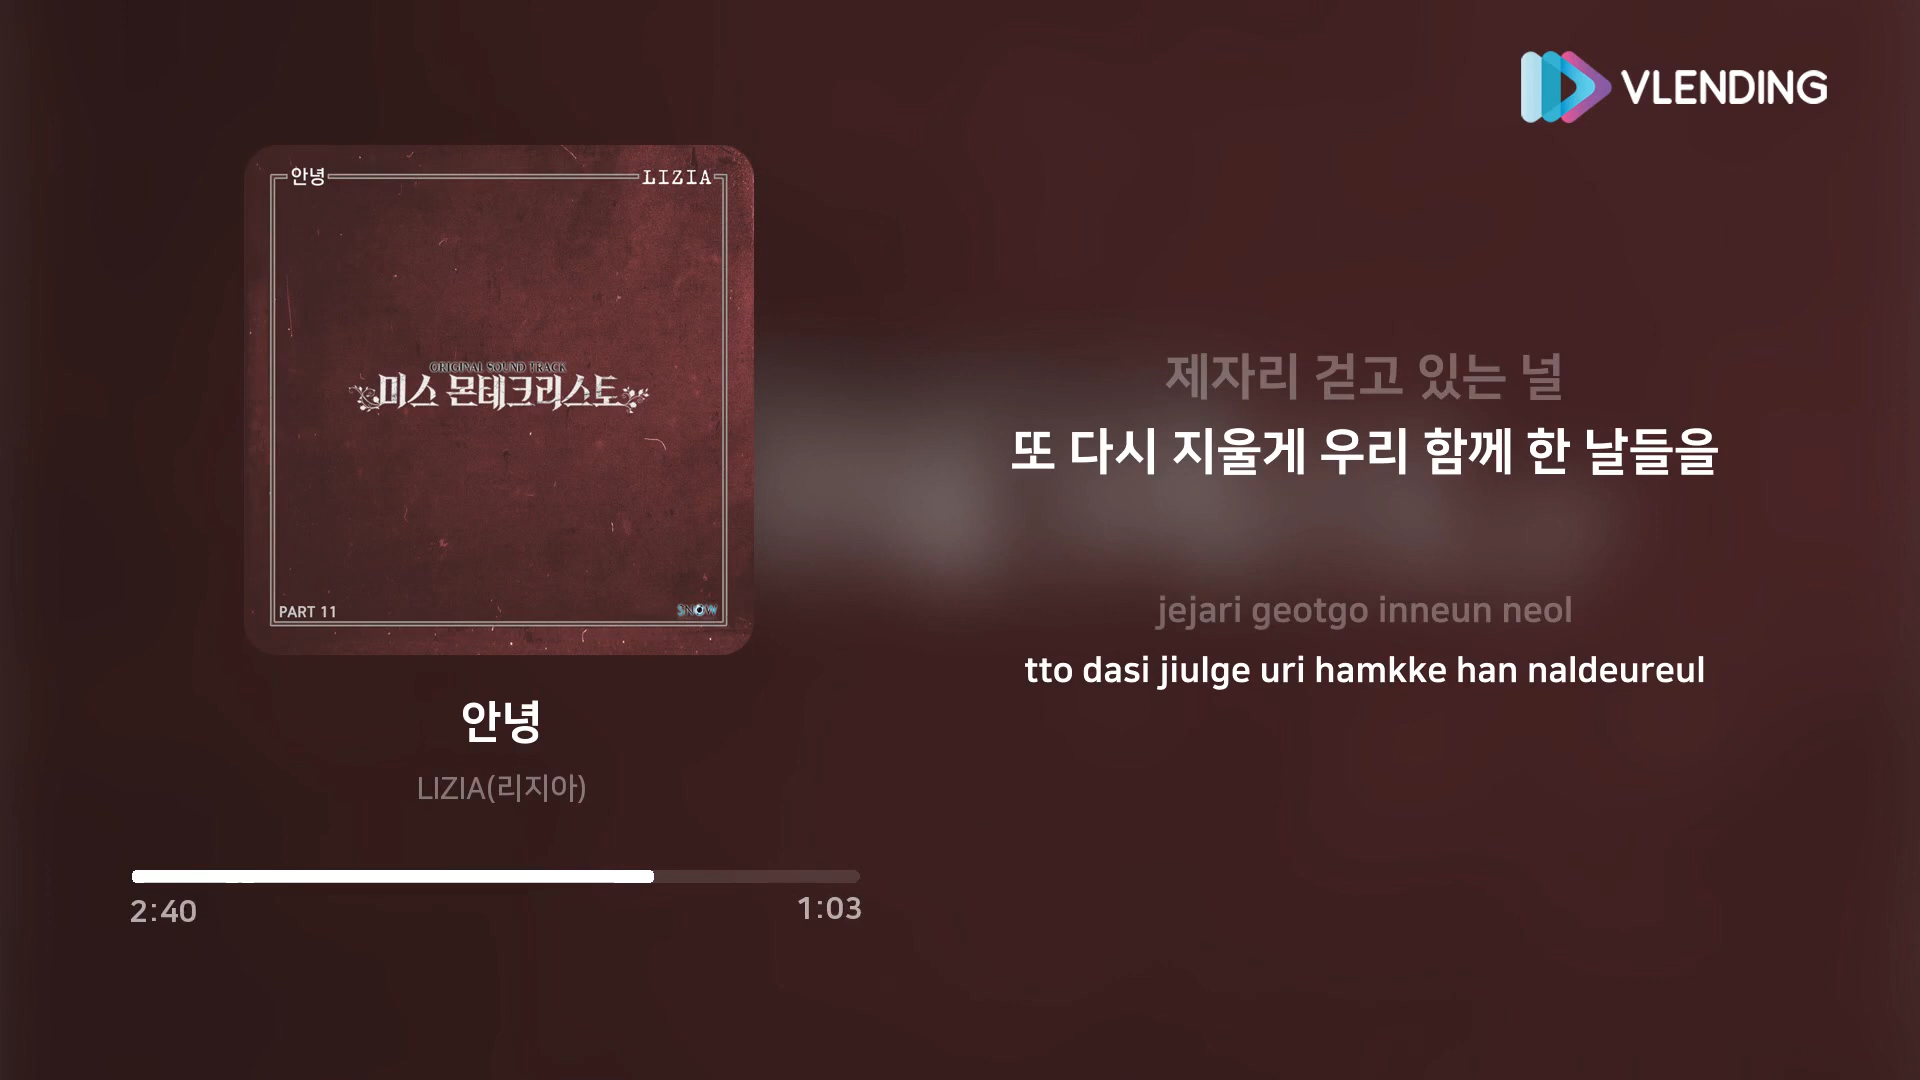 VLENDING
안녕
LIZIA
ORIGINAL SOUND TRACK
미스 몬테크리스토
PART 11
SNOW
안녕
LIZIA(리지아)
2:40
1:03
제자리 걷고 있는 널
또 다시 지울게 우리 함께 한 날들을
jejari geotgo inneun neol
tto dasi jiulge uri hamkke han naldeureul